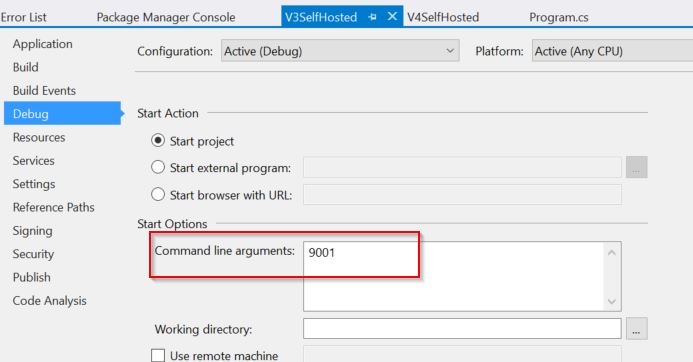 Error List Package Manager Console V3SelfHosted V4SelfHosted Program.cs
Application
Build
Build Events
Debug
Resources
Services
Settings
Reference Paths
Signing
Security
Publish
Code Analysis
Configuration: Active (Debug) Platform: Active (Any CPU)
Start Action
Start project
Start external program: ...
Start browser with URL:
Start Options
Command line arguments: 9001
Working directory: ...
Use remote machine